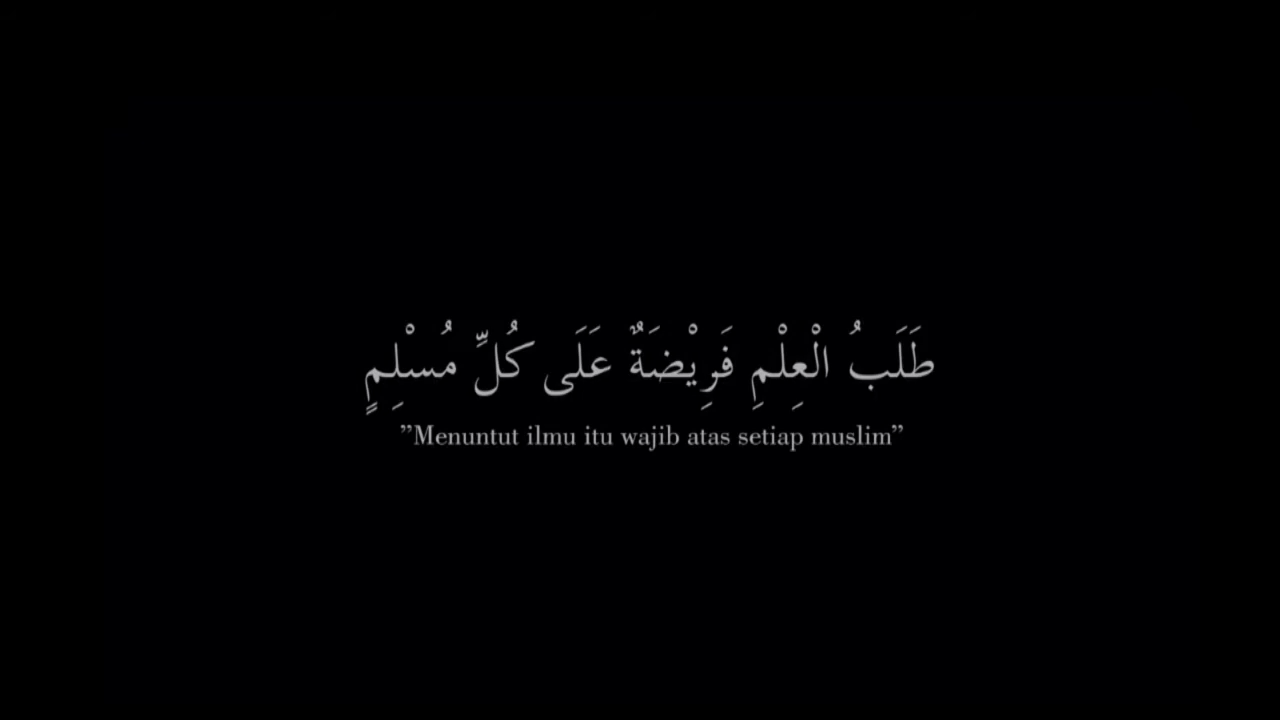 طَلَبُ الْعِلْمِ فَرِيْضَةٌ عَلَى كُلِّ مُسْلِمٍ
”Menuntut ilmu itu wajib atas setiap muslim”